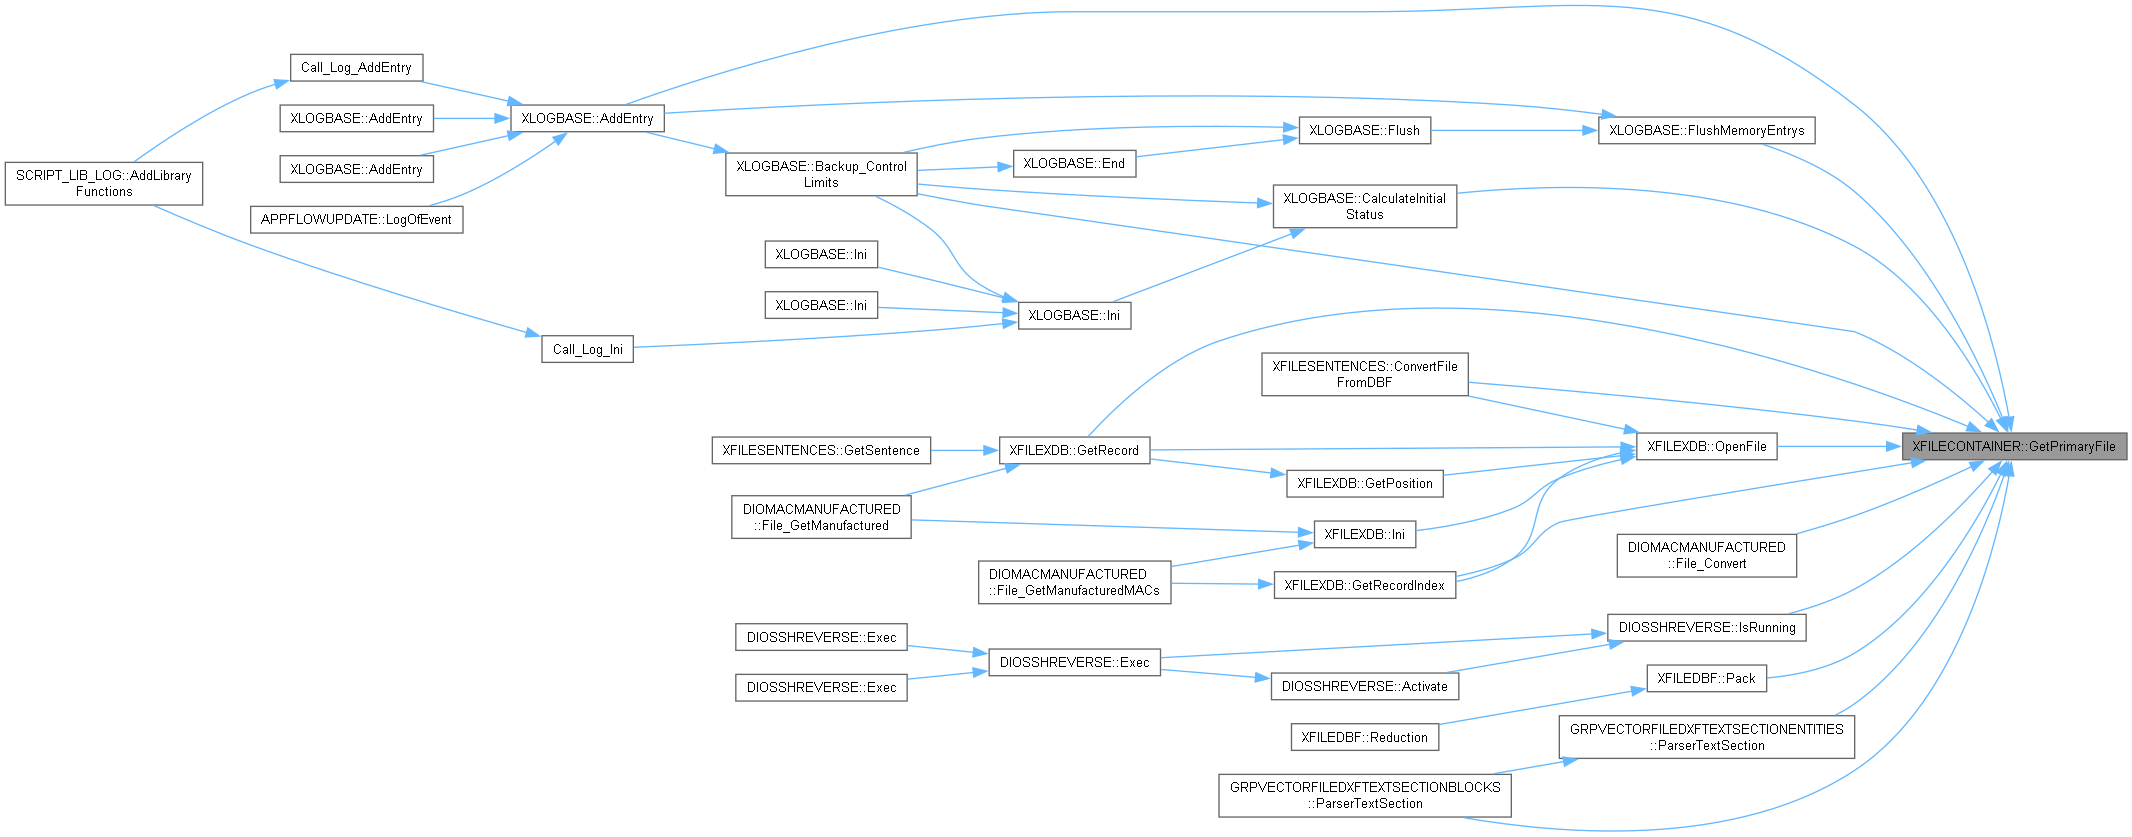 Call_Log_AddEntry
XLOGBASE::AddEntry
XLOGBASE::AddEntry
XLOGBASE::AddEntry
SCRIPT_LIB_LOG::AddLibrary
Functions
APPFLOWUPDATE::LogOfEvent
XLOGBASE::Backup_Control
Limits
XLOGBASE::End
XLOGBASE::Flush
XLOGBASE::FlushMemoryEntrys
XLOGBASE::CalculateInitial
Status
XLOGBASE::Ini
XLOGBASE::Ini
XLOGBASE::Ini
Call_Log_Ini
XFILESENTENCES::ConvertFile
FromDBF
XFILESENTENCES::GetSentence
XFILEXDB::GetRecord
XFILEXDB::OpenFile
XFILECONTAINER::GetPrimaryFile
XFILEXDB::GetPosition
DIOMACMANUFACTURED
::File_GetManufactured
XFILEXDB::Ini
DIOMACMANUFACTURED
::File_Convert
DIOMACMANUFACTURED
::File_GetManufacturedMACs
XFILEXDB::GetRecordIndex
DIOSSHREVERSE::IsRunning
DIOSSHREVERSE::Exec
DIOSSHREVERSE::Exec
DIOSSHREVERSE::Exec
DIOSSHREVERSE::Activate
XFILEDBF::Pack
XFILEDBF::Reduction
GRPVECTORFILEDXFTEXTSECTIONENTITIES
::ParserTextSection
GRPVECTORFILEDXFTEXTSECTIONBLOCKS
::ParserTextSection